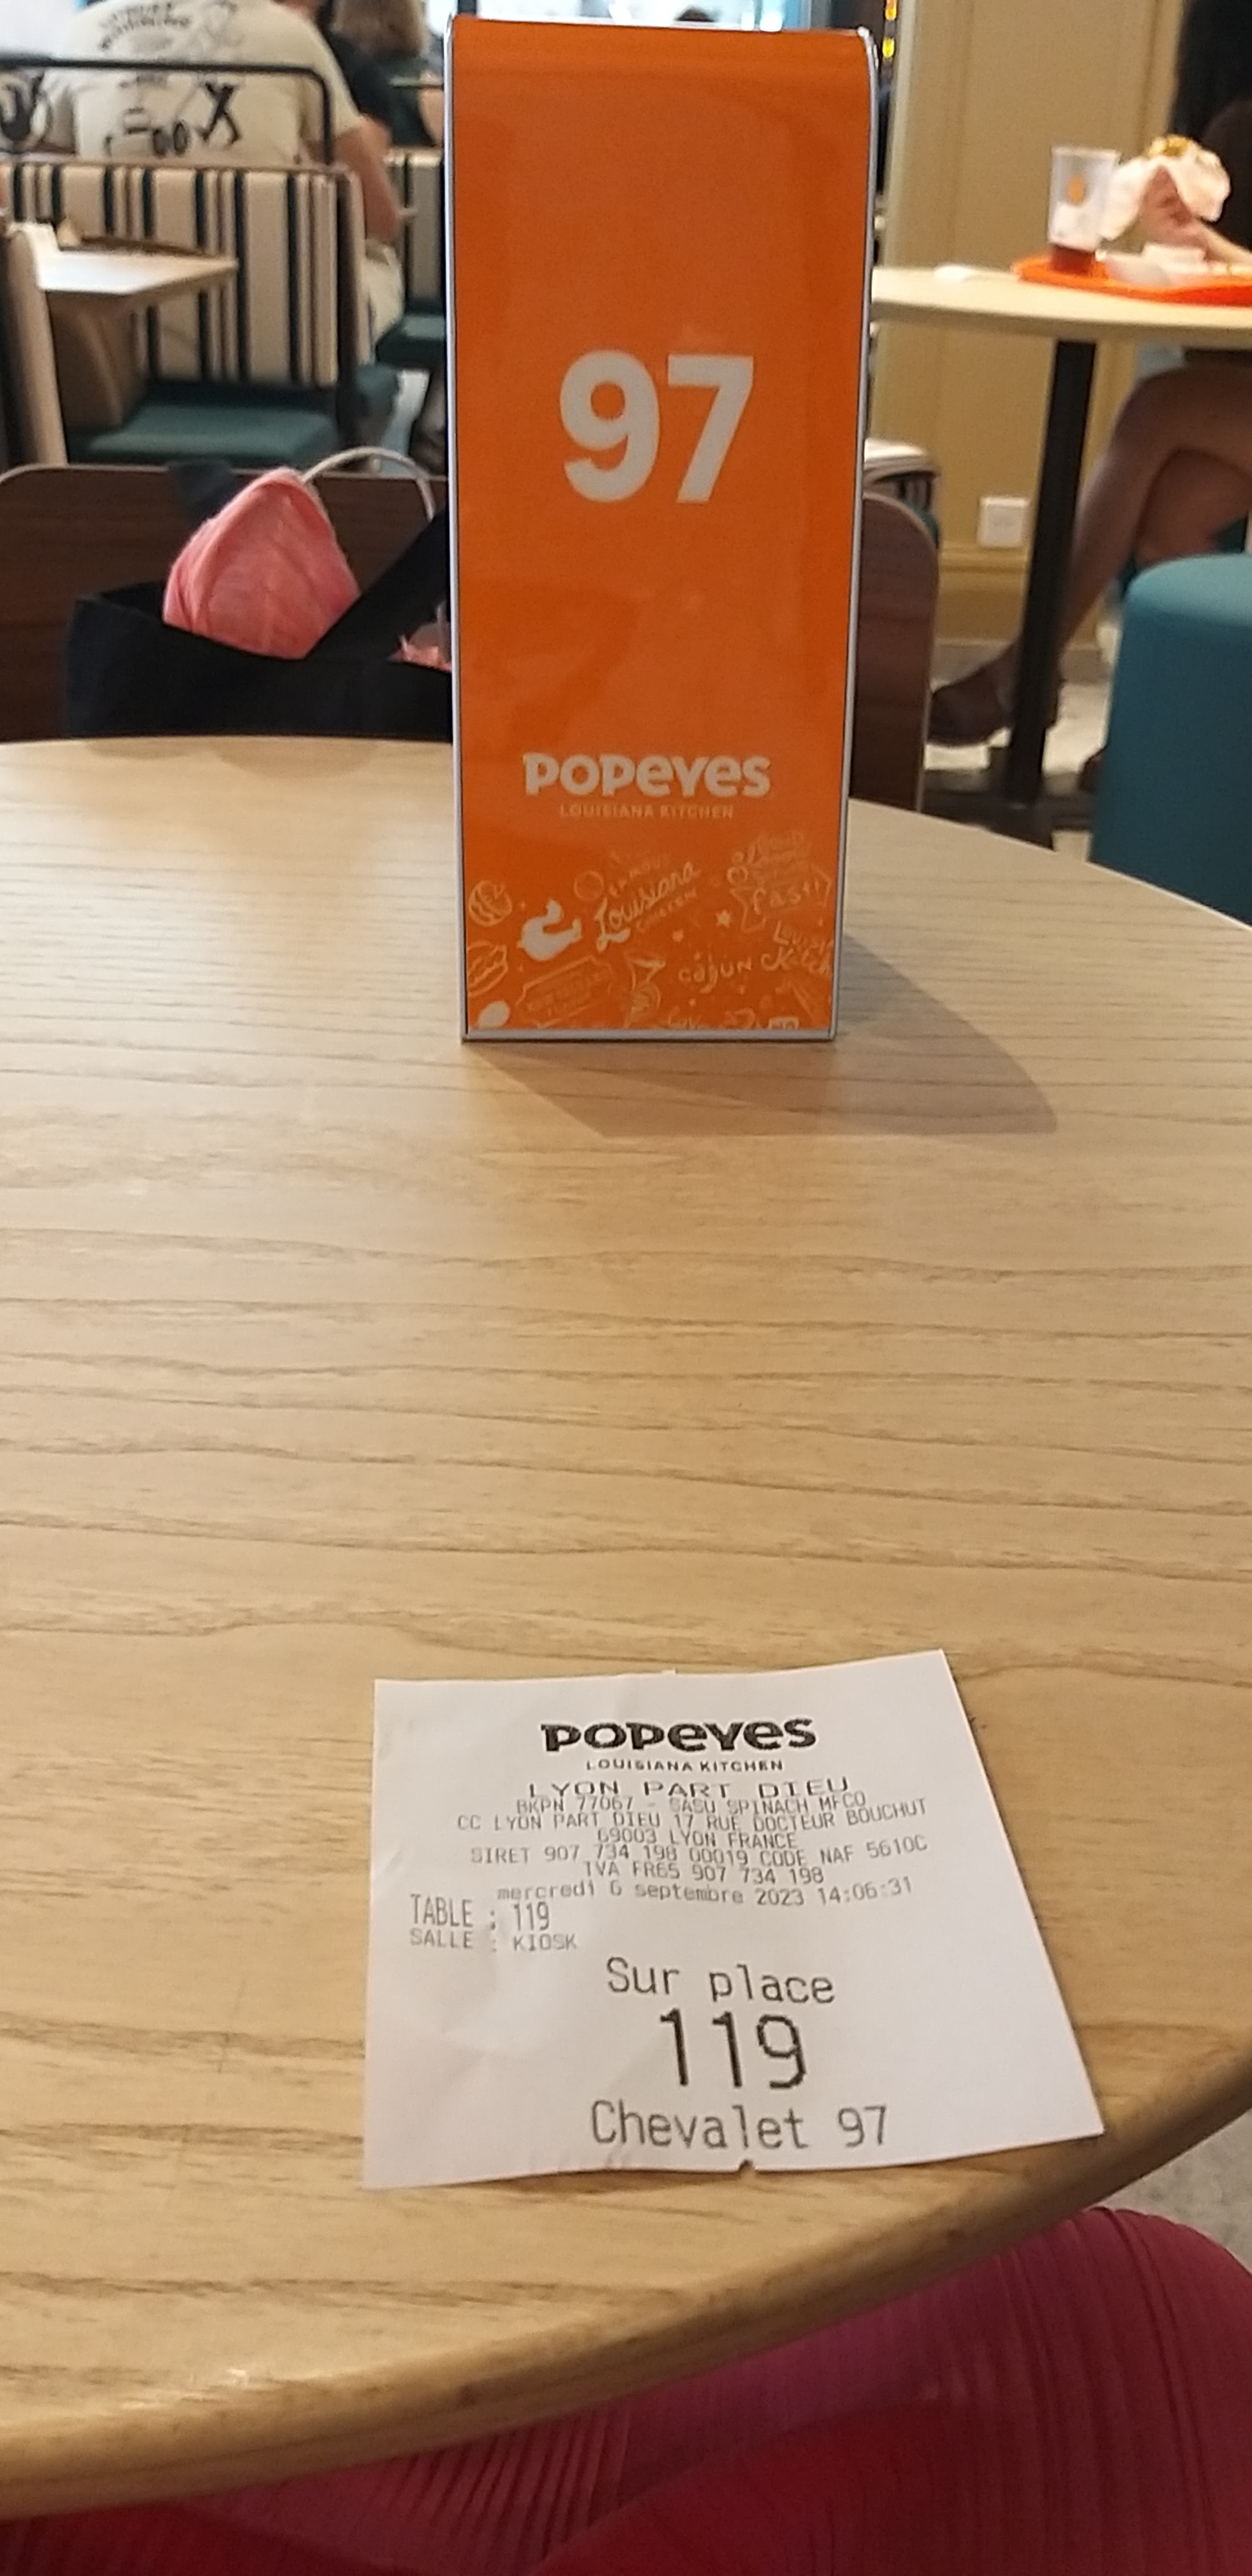 97
POPEYES
LOUISIANA KITCHEN
FAMOUS
Louisiana
CHICKEN
fast!
CAJUN
POPEYES
LOUISIANA KITCHEN
LYON PART DIEU
BKPN 77067 - SASU SPINACH MFCO
CC LYON PART DIEU 17 RUE DOCTEUR BOUCHUT
69003 LYON FRANCE
SIRET 907 734 198 00019 CODE NAF 5610C
TVA FR65 907 734 198
mercredi 6 septembre 2023 14:06:31
TABLE : 119
SALLE : KIOSK
Sur place
119
Chevalet 97